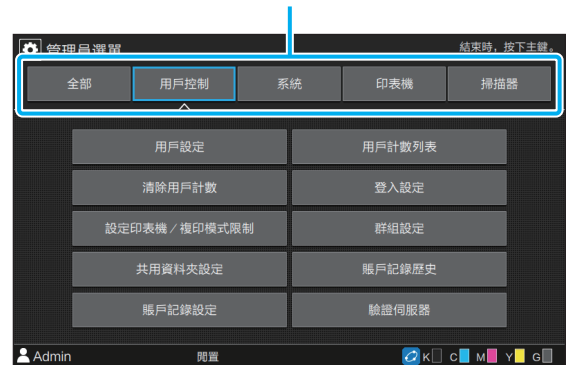 管理員選單
結束時，按下主鍵。
全部 用戶控制 系統 印表機 掃描器
用戶設定 用戶計數列表
清除用戶計數 登入設定
設定印表機／複印模式限制 群組設定
共用資料夾設定 賬戶記錄歷史
賬戶記錄設定 驗證伺服器
Admin 閒置 K C M Y G